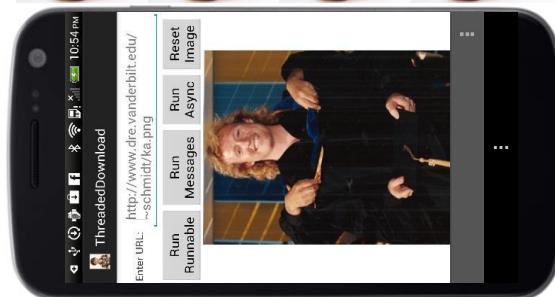 10:54 PM
ThreadedDownload
Enter URL:
http://www.dre.vanderbilt.edu/
~schmidt/ka.png
Run
Runnable
Run
Messages
Run
Async
Reset
Image